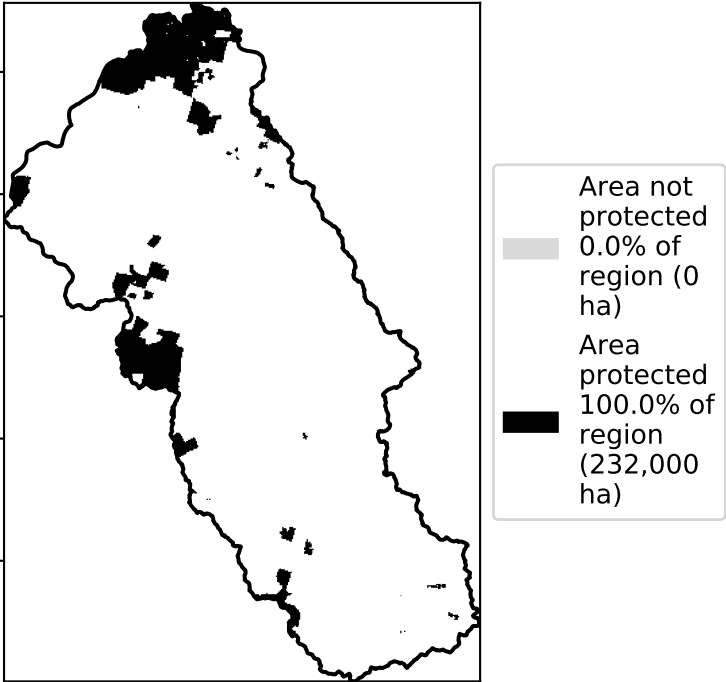 Area not
protected
0.0% of
region (0
ha)
Area
protected
100.0% of
region
(232,000
ha)